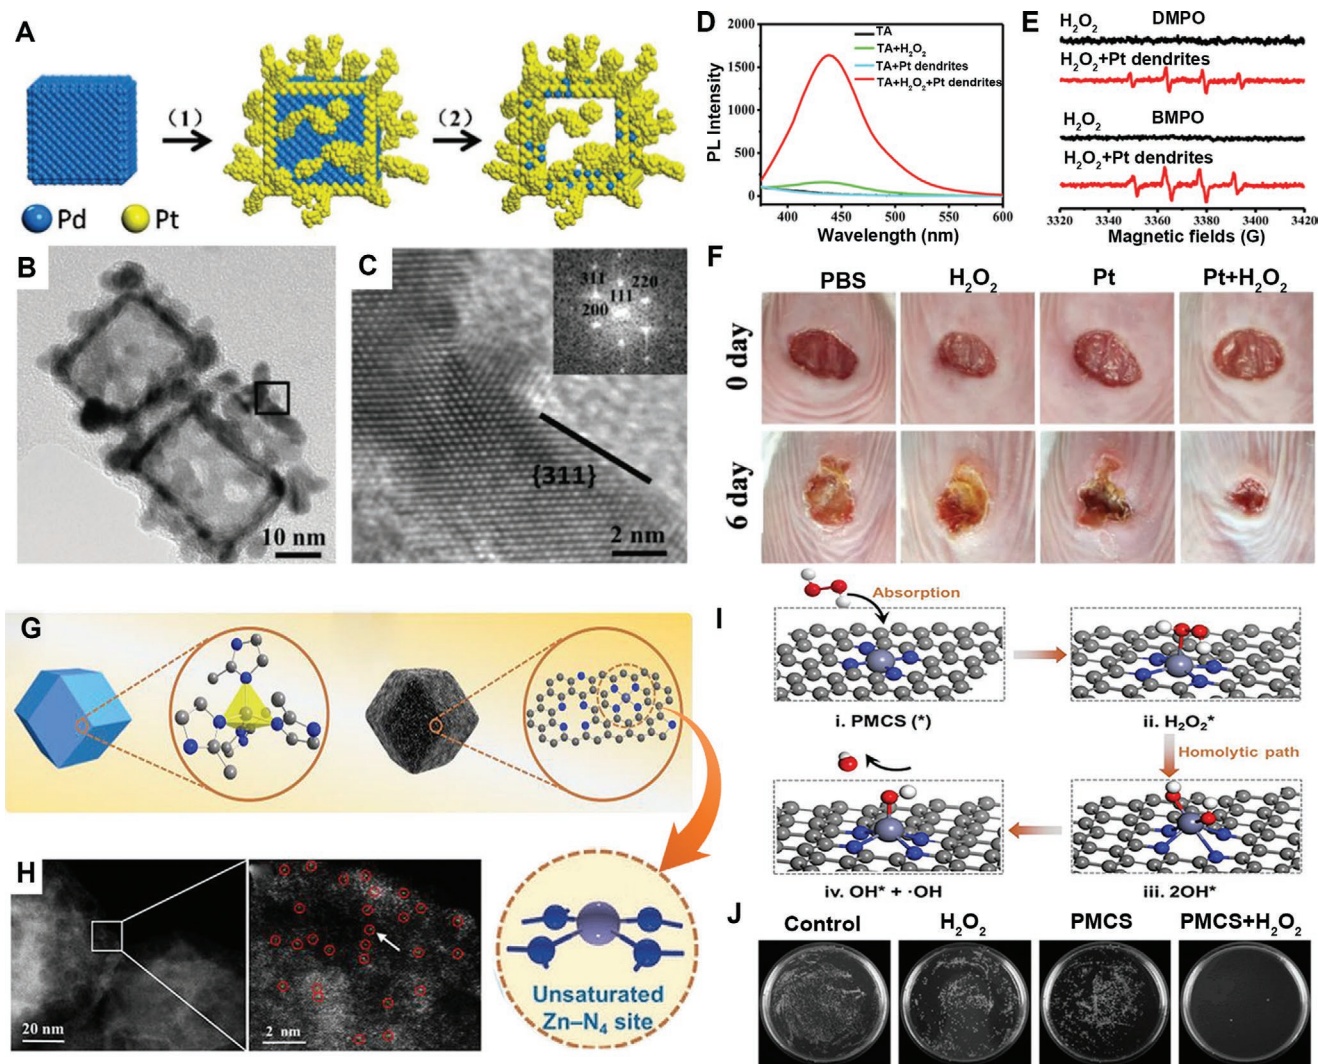 A
(1)
(2)
Pd
Pt
B
10 nm
C
311
220
111
200
{311}
2 nm
D
PL Intensity
2000
1500
1000
500
0
TA
TA+H₂O₂
TA+Pt dendrites
TA+H₂O₂+Pt dendrites
400
450
500
550
600
Wavelength (nm)
E
H₂O₂
DMPO
H₂O₂+Pt dendrites
H₂O₂
BMPO
H₂O₂+Pt dendrites
3320
3340
3360
3380
3400
3420
Magnetic fields (G)
F
PBS
H₂O₂
Pt
Pt+H₂O₂
0 day
6 day
G
Unsaturated
Zn–N₄ site
H
20 nm
2 nm
I
Absorption
i. PMCS (*)
ii. H₂O₂*
Homolytic path
iv. OH* + ·OH
iii. 2OH*
J
Control
H₂O₂
PMCS
PMCS+H₂O₂